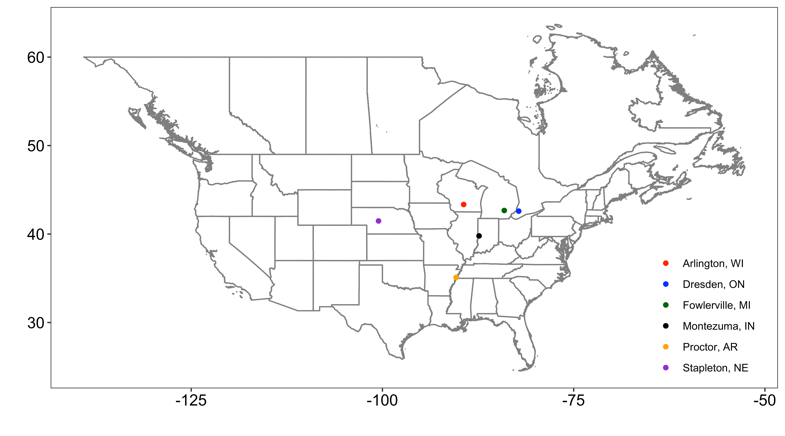 60
50
40
30
Arlington, WI
Dresden, ON
Fowlerville, MI
Montezuma, IN
Proctor, AR
Stapleton, NE
-125 -100 -75 -50